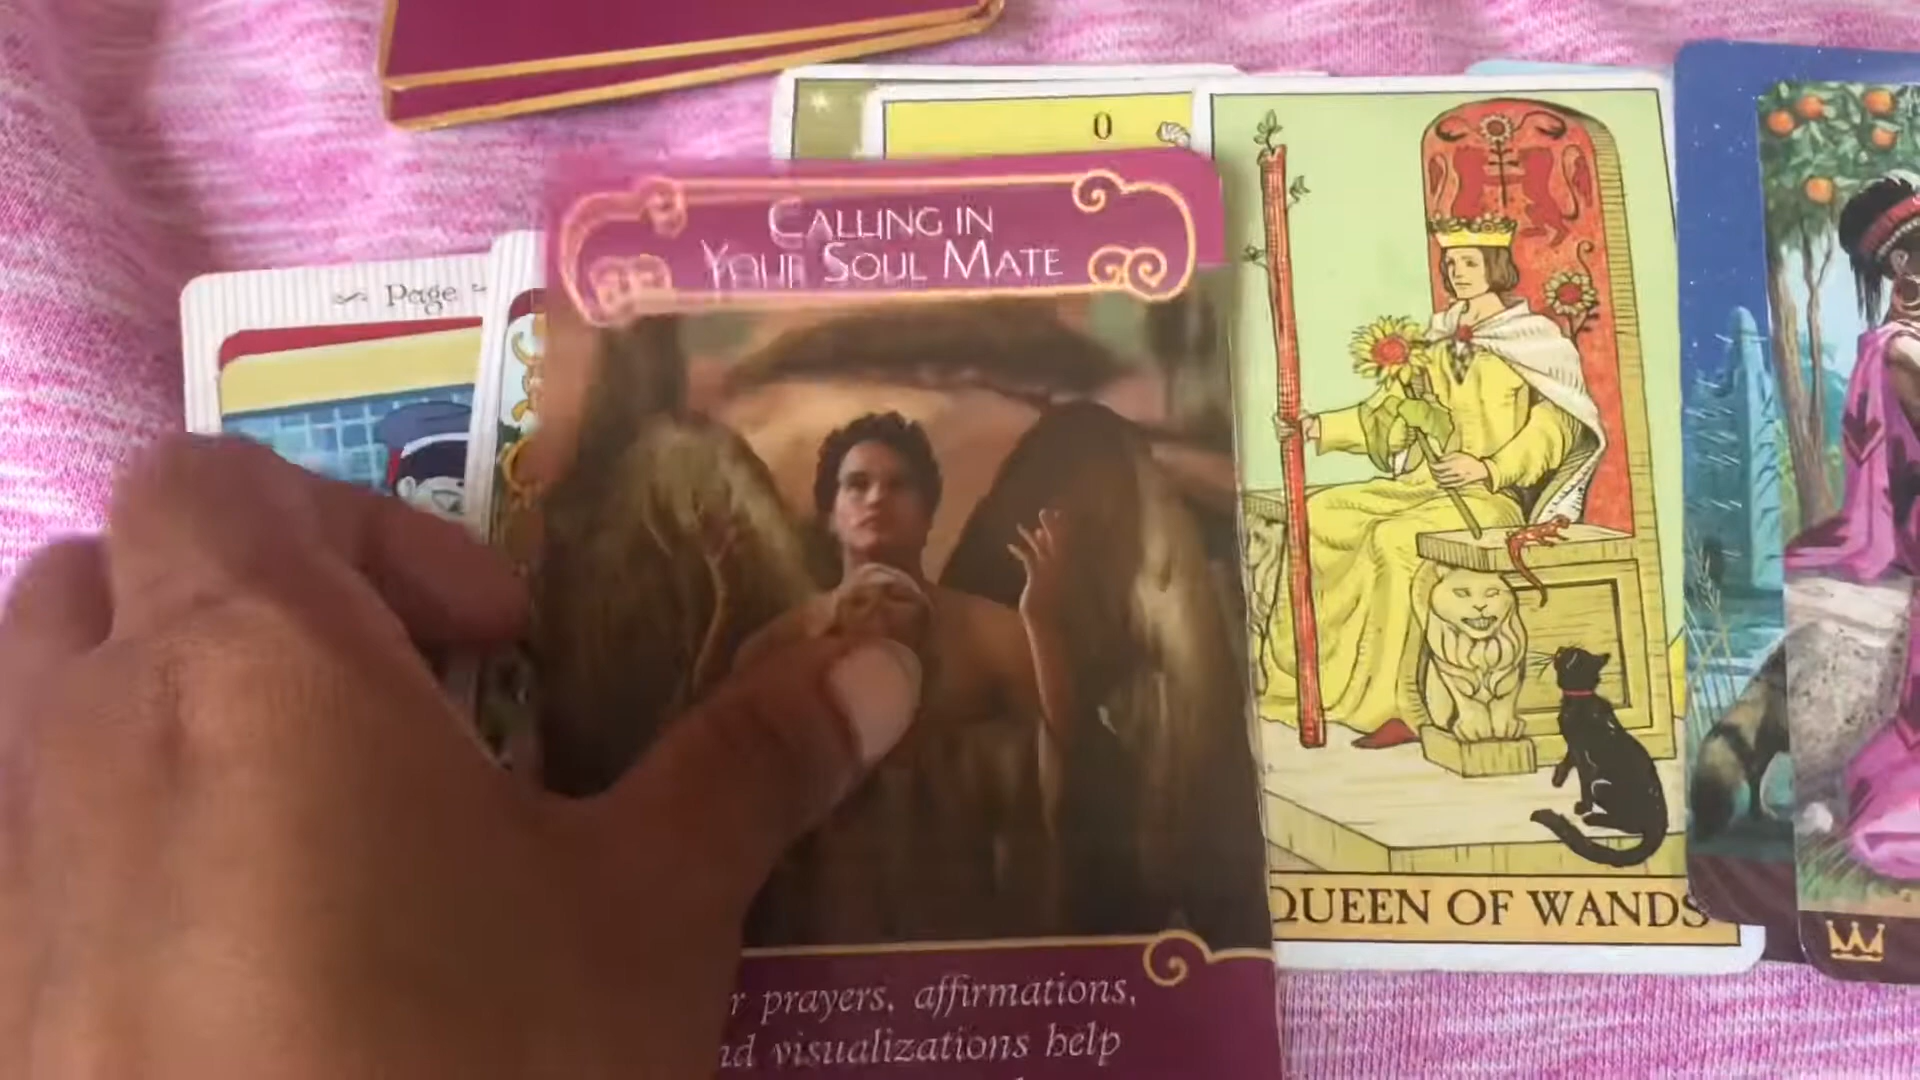 0
Page
CALLING IN
YOUR SOUL MATE
QUEEN OF WANDS
prayers, affirmations,
visualizations help